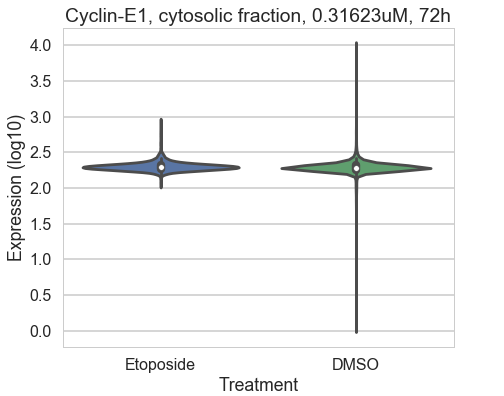 Cyclin-E1, cytosolic fraction, 0.31623uM, 72h
Expression (log10)
4.0
3.5
3.0
2.5
2.0
1.5
1.0
0.5
0.0
Etoposide DMSO
Treatment